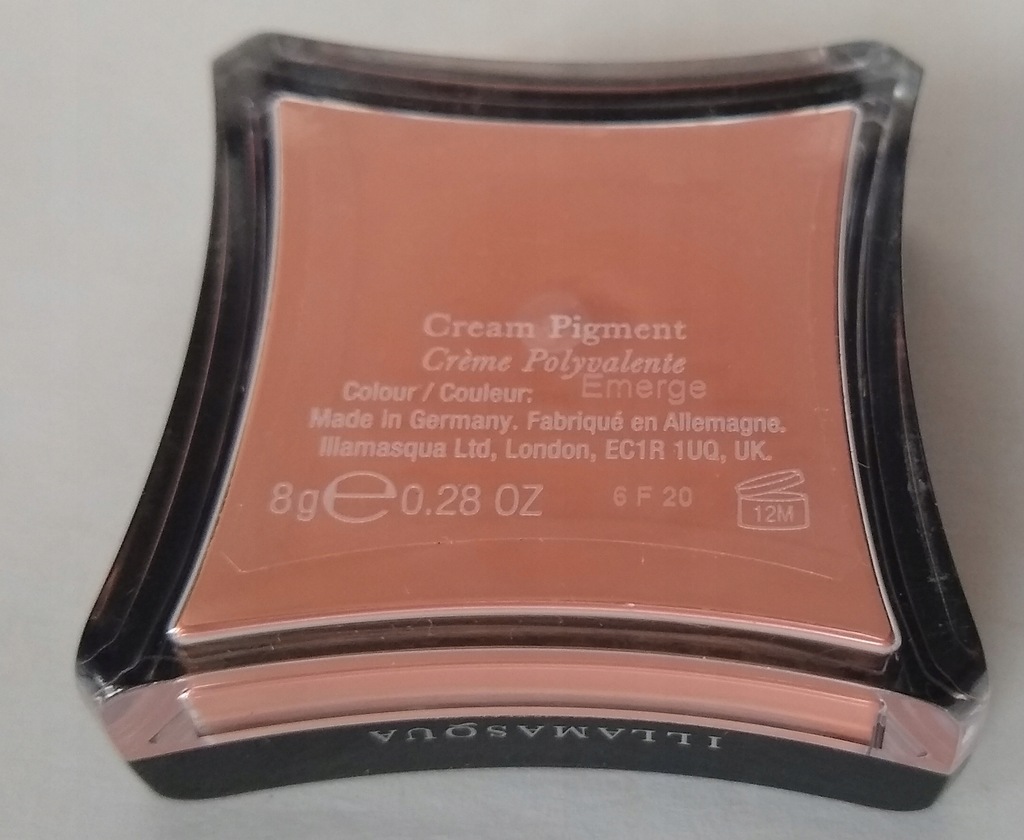 Cream Pigment
Crème Polyvalente
Colour / Couleur: Emerge
Made in Germany. Fabriqué en Allemagne.
Illamasqua Ltd, London, EC1R 1UQ, UK.
8g e 0.28 OZ 6 F 20 12M
ILLAMASQUA